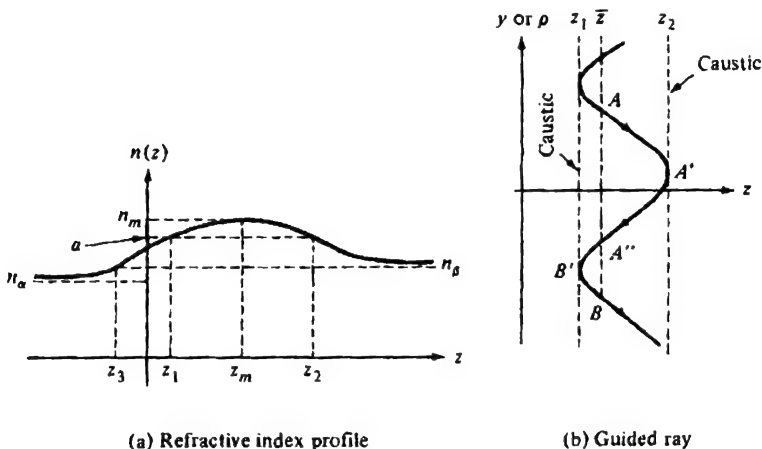 n(z)
n_m
a
n_α
n_β
z_3
z_1
z_m
z_2
z
(a) Refractive index profile
y or ρ
z_1
z̅
z_2
Caustic
Caustic
A
A′
z
A″
B′
B
(b) Guided ray